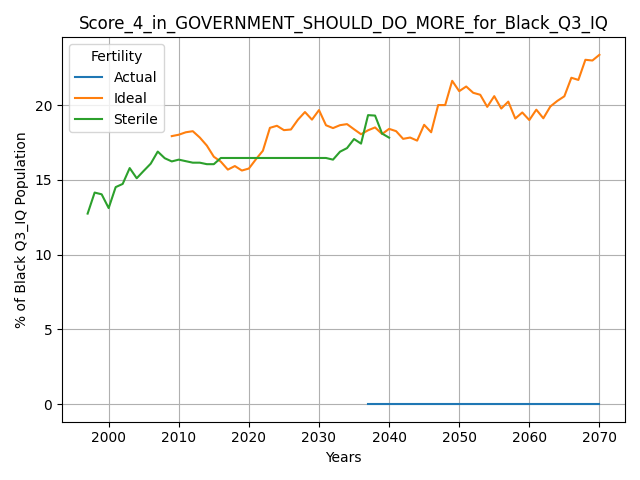 Score_4_in_GOVERNMENT_SHOULD_DO_MORE_for_Black_Q3_IQ
Fertility
Actual
Ideal
Sterile
% of Black Q3_IQ Population
20
15
10
5
0
2000 2010 2020 2030 2040 2050 2060 2070
Years